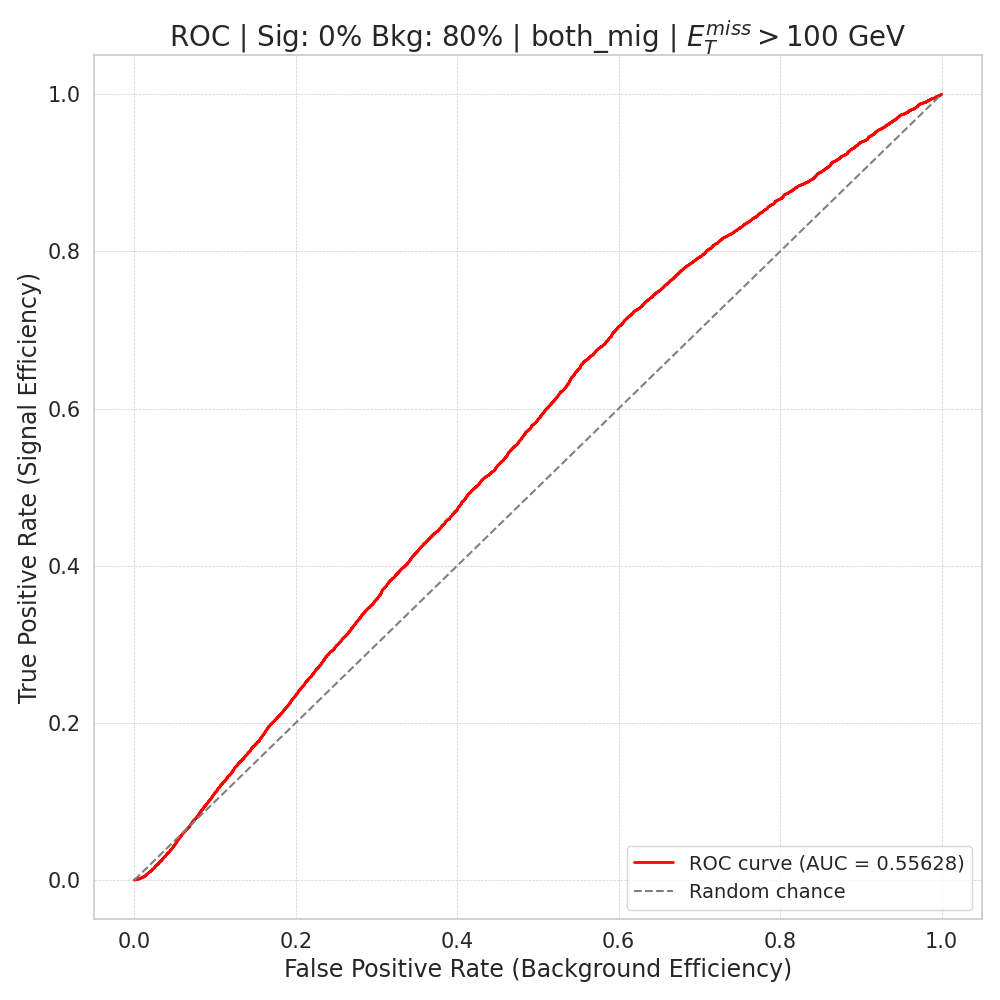 ROC | Sig: 0% Bkg: 80% | both_mig | $E_T^{miss} > 100$ GeV
True Positive Rate (Signal Efficiency)
1.0
0.8
0.6
0.4
0.2
0.0
ROC curve (AUC = 0.55628)
Random chance
0.0 0.2 0.4 0.6 0.8 1.0
False Positive Rate (Background Efficiency)